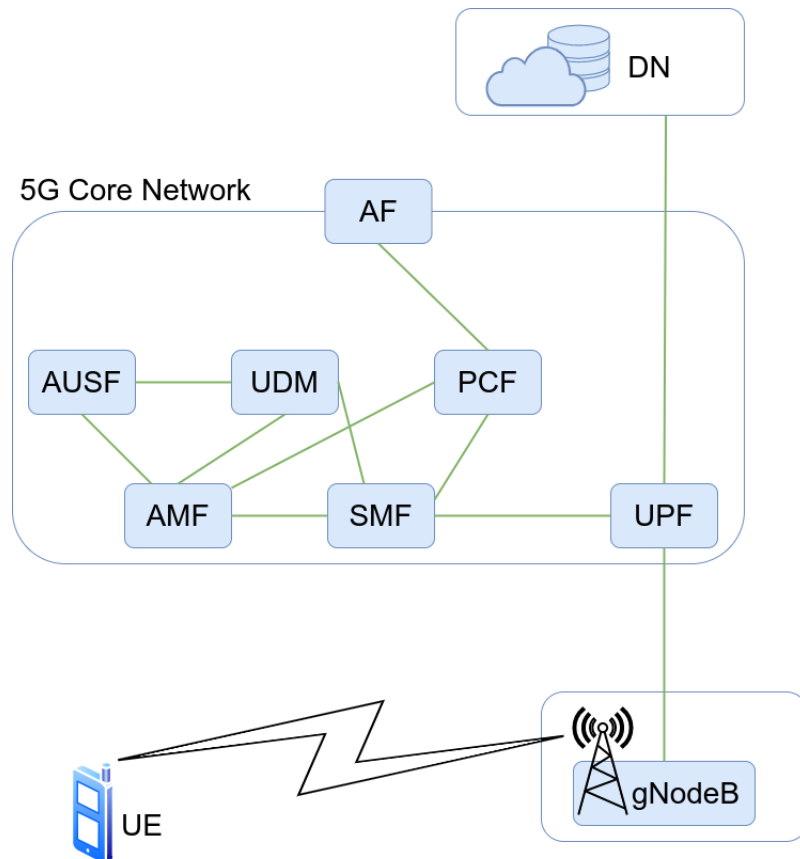 DN
5G Core Network
AF
AUSF
UDM
PCF
AMF
SMF
UPF
gNodeB
UE